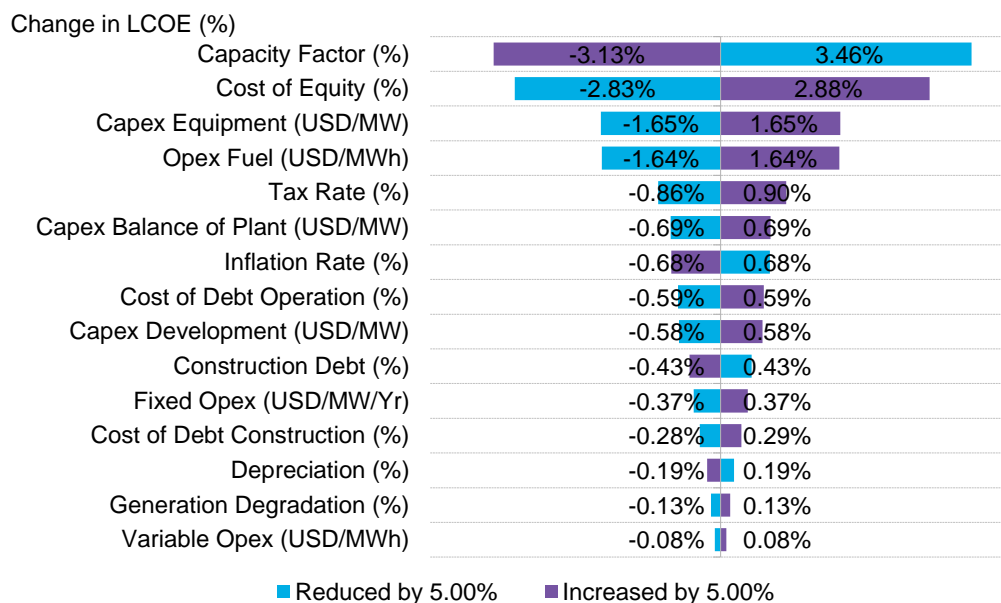 Change in LCOE (%)
Capacity Factor (%) -3.13% 3.46%
Cost of Equity (%) -2.83% 2.88%
Capex Equipment (USD/MW) -1.65% 1.65%
Opex Fuel (USD/MWh) -1.64% 1.64%
Tax Rate (%) -0.86% 0.90%
Capex Balance of Plant (USD/MW) -0.69% 0.69%
Inflation Rate (%) -0.68% 0.68%
Cost of Debt Operation (%) -0.59% 0.59%
Capex Development (USD/MW) -0.58% 0.58%
Construction Debt (%) -0.43% 0.43%
Fixed Opex (USD/MW/Yr) -0.37% 0.37%
Cost of Debt Construction (%) -0.28% 0.29%
Depreciation (%) -0.19% 0.19%
Generation Degradation (%) -0.13% 0.13%
Variable Opex (USD/MWh) -0.08% 0.08%
Reduced by 5.00% Increased by 5.00%